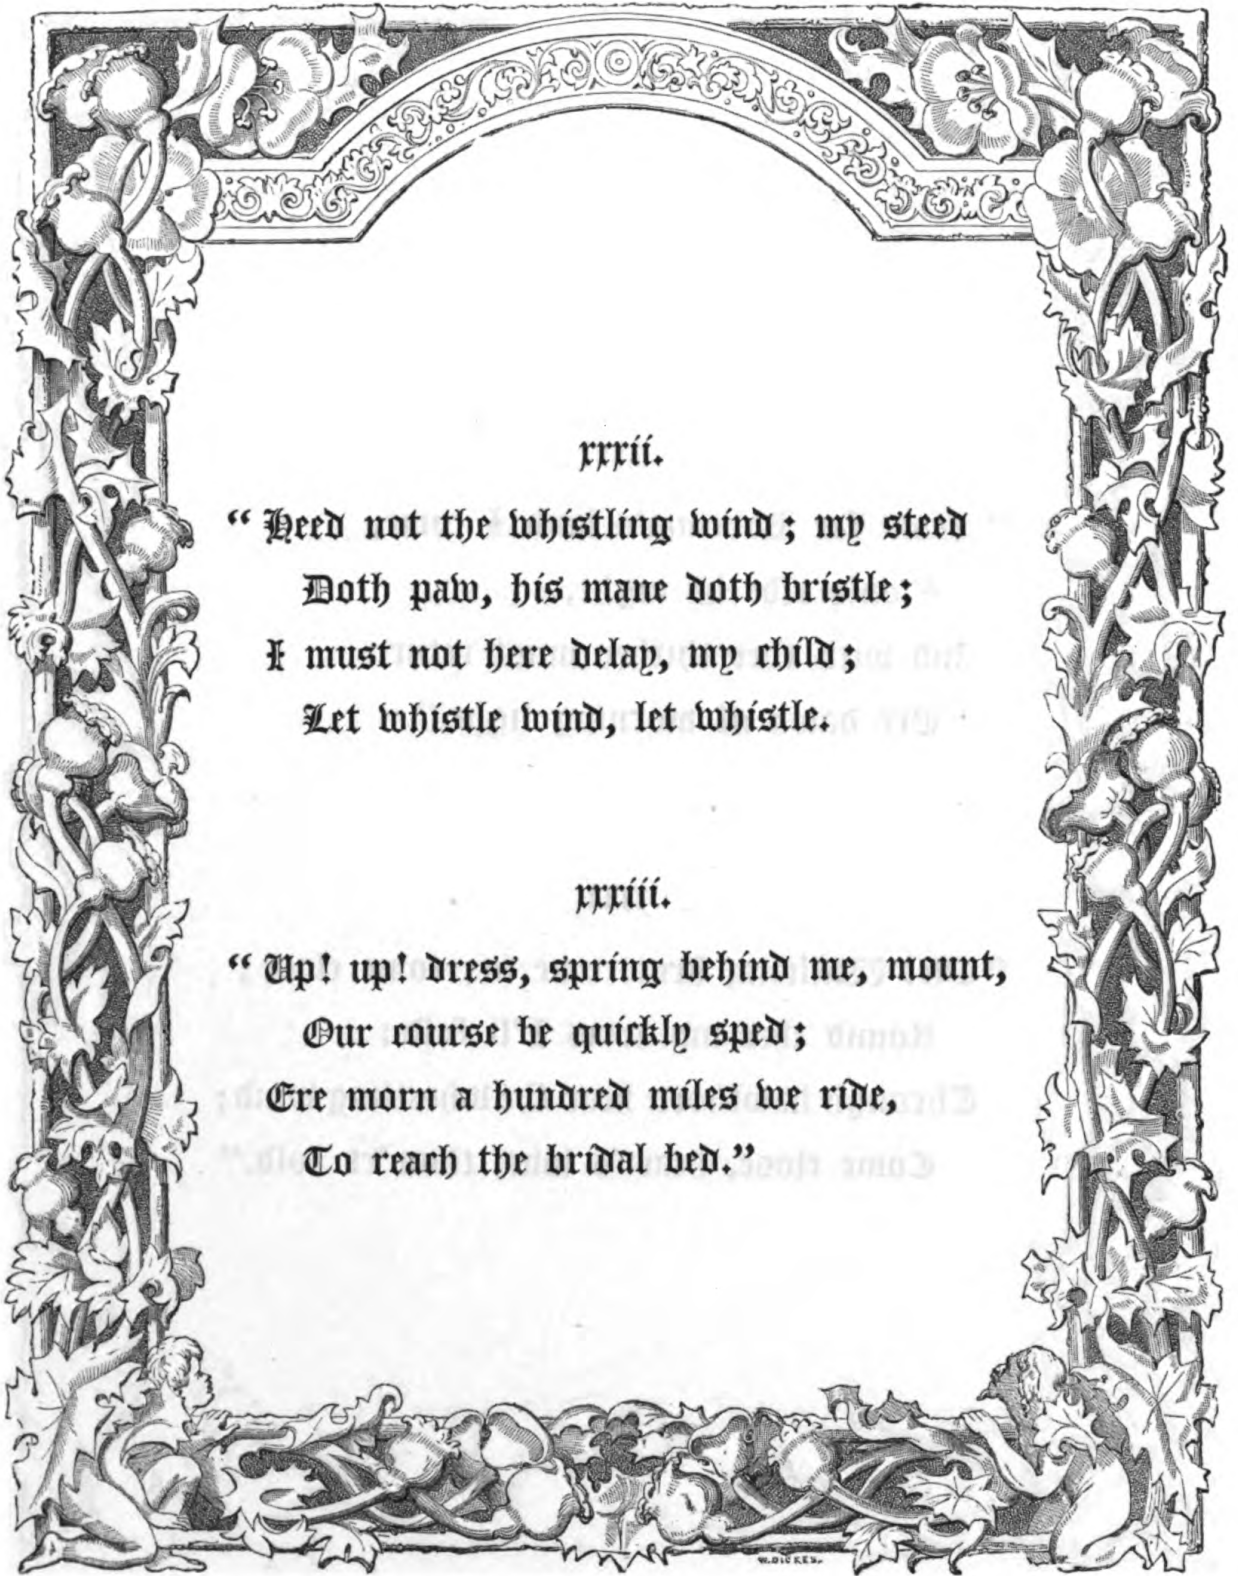 xxxii.
“ Heed not the whistling wind ; my steed
Doth paw, his mane doth bristle ;
I must not here delay, my child ;
Let whistle wind, let whistle.
xxxiii.
“ Up! up! dress, spring behind me, mount,
Our course be quickly sped ;
Ere morn a hundred miles we ride,
To reach the bridal bed.”
W. DICKES.